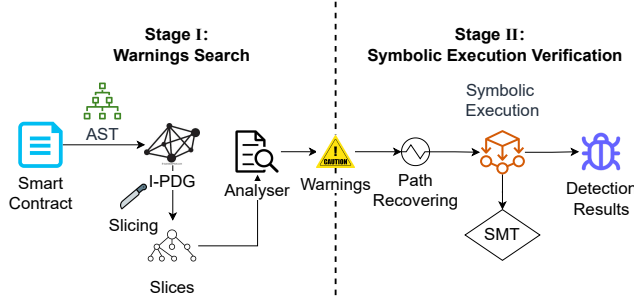 Stage I:
Warnings Search
Stage II:
Symbolic Execution Verification
AST
Symbolic
Execution
CAUTION
Smart
Contract
I-PDG
Analyser
Warnings
Path
Recovering
Detection
Results
Slicing
SMT
Slices